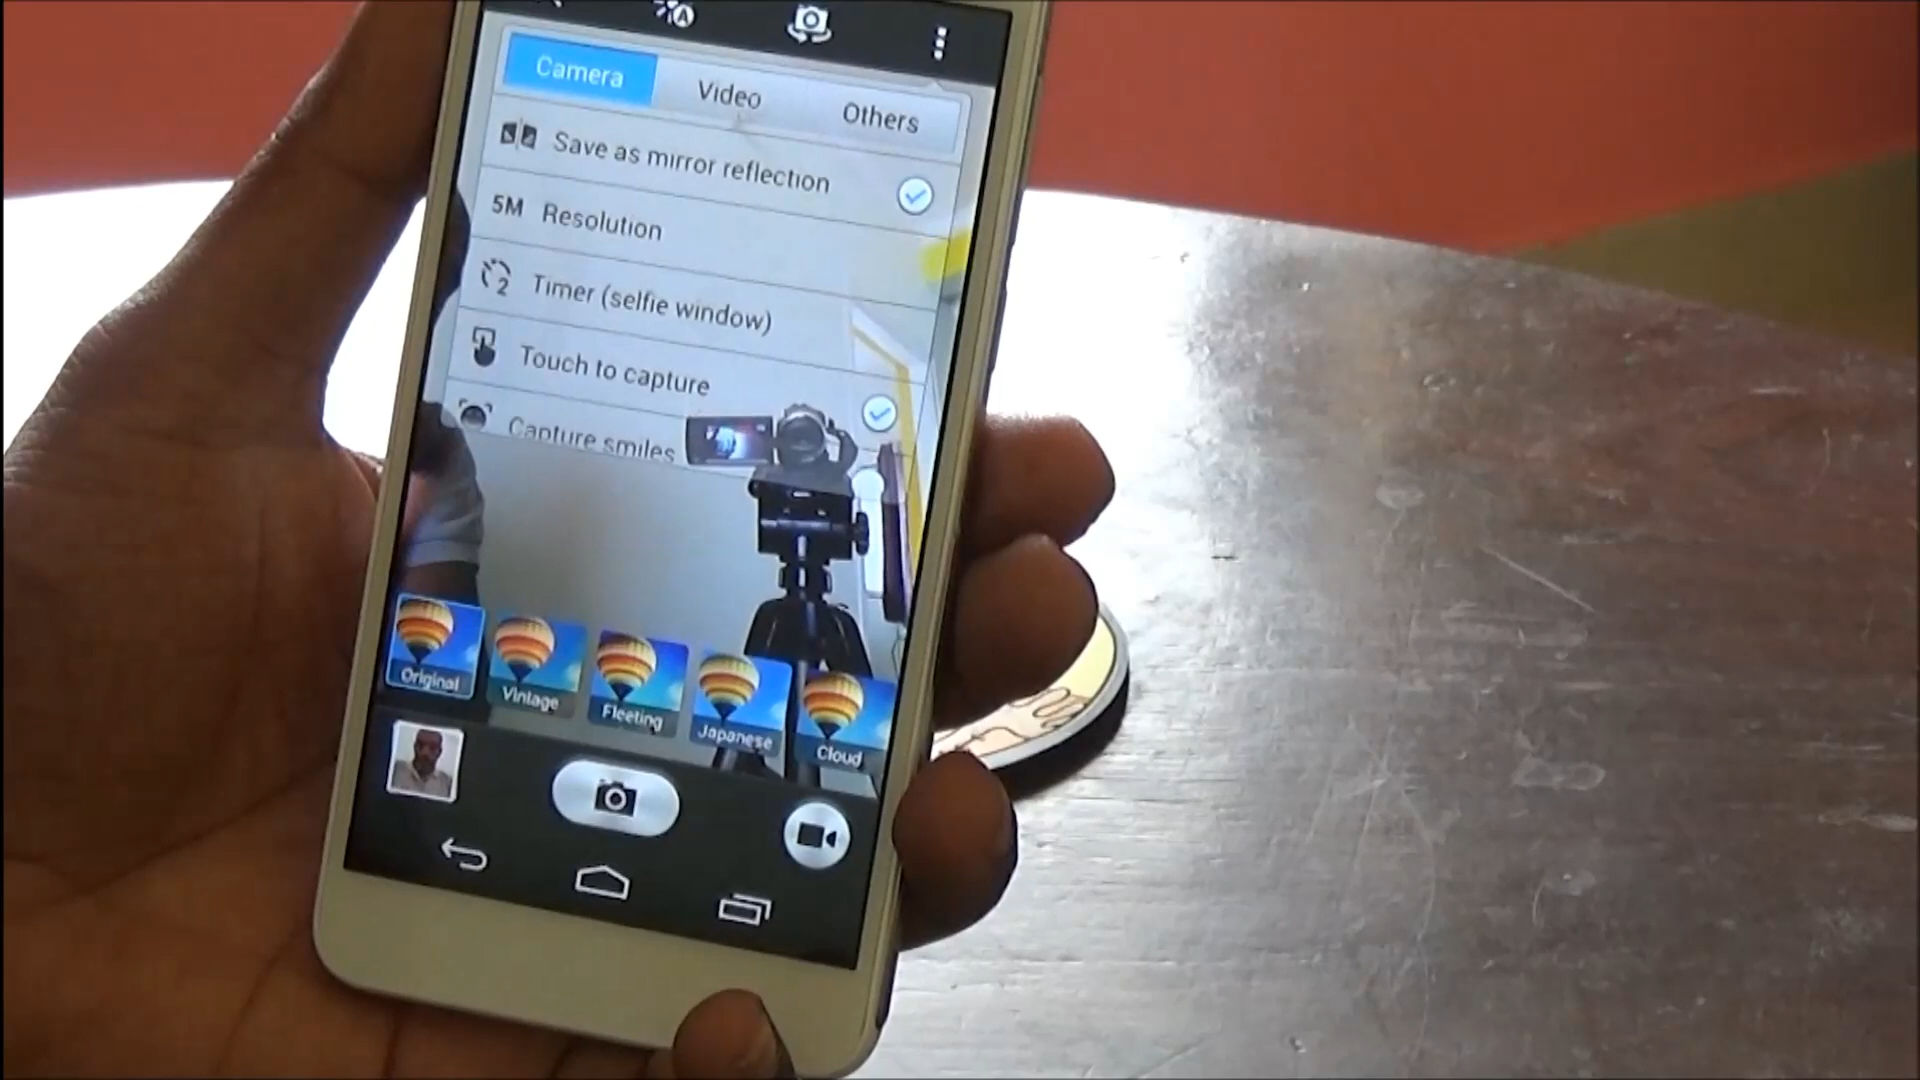 A
Camera
Video
Others
Save as mirror reflection
5M Resolution
2 Timer (selfie window)
Touch to capture
Capture smiles
Original
Vintage
Fleeting
Japanese
Cloud